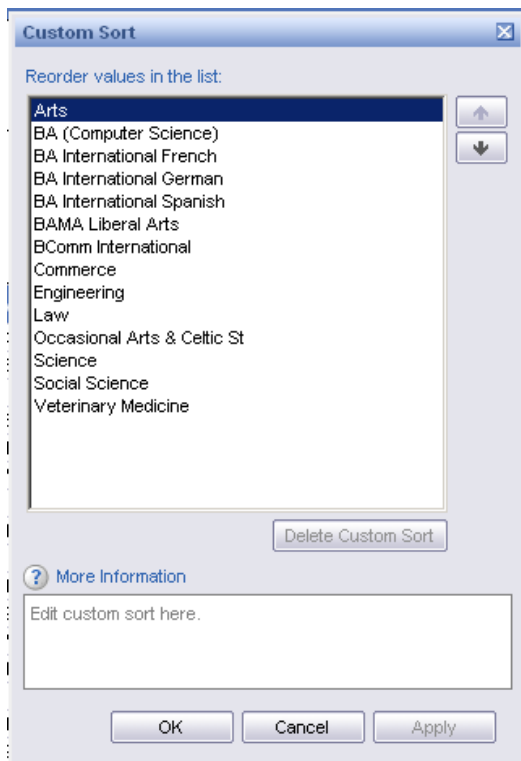 Custom Sort
Reorder values in the list:
Arts
BA (Computer Science)
BA International French
BA International German
BA International Spanish
BAMA Liberal Arts
BComm International
Commerce
Engineering
Law
Occasional Arts & Celtic St
Science
Social Science
Veterinary Medicine
Delete Custom Sort
? More Information
Edit custom sort here.
OK Cancel Apply